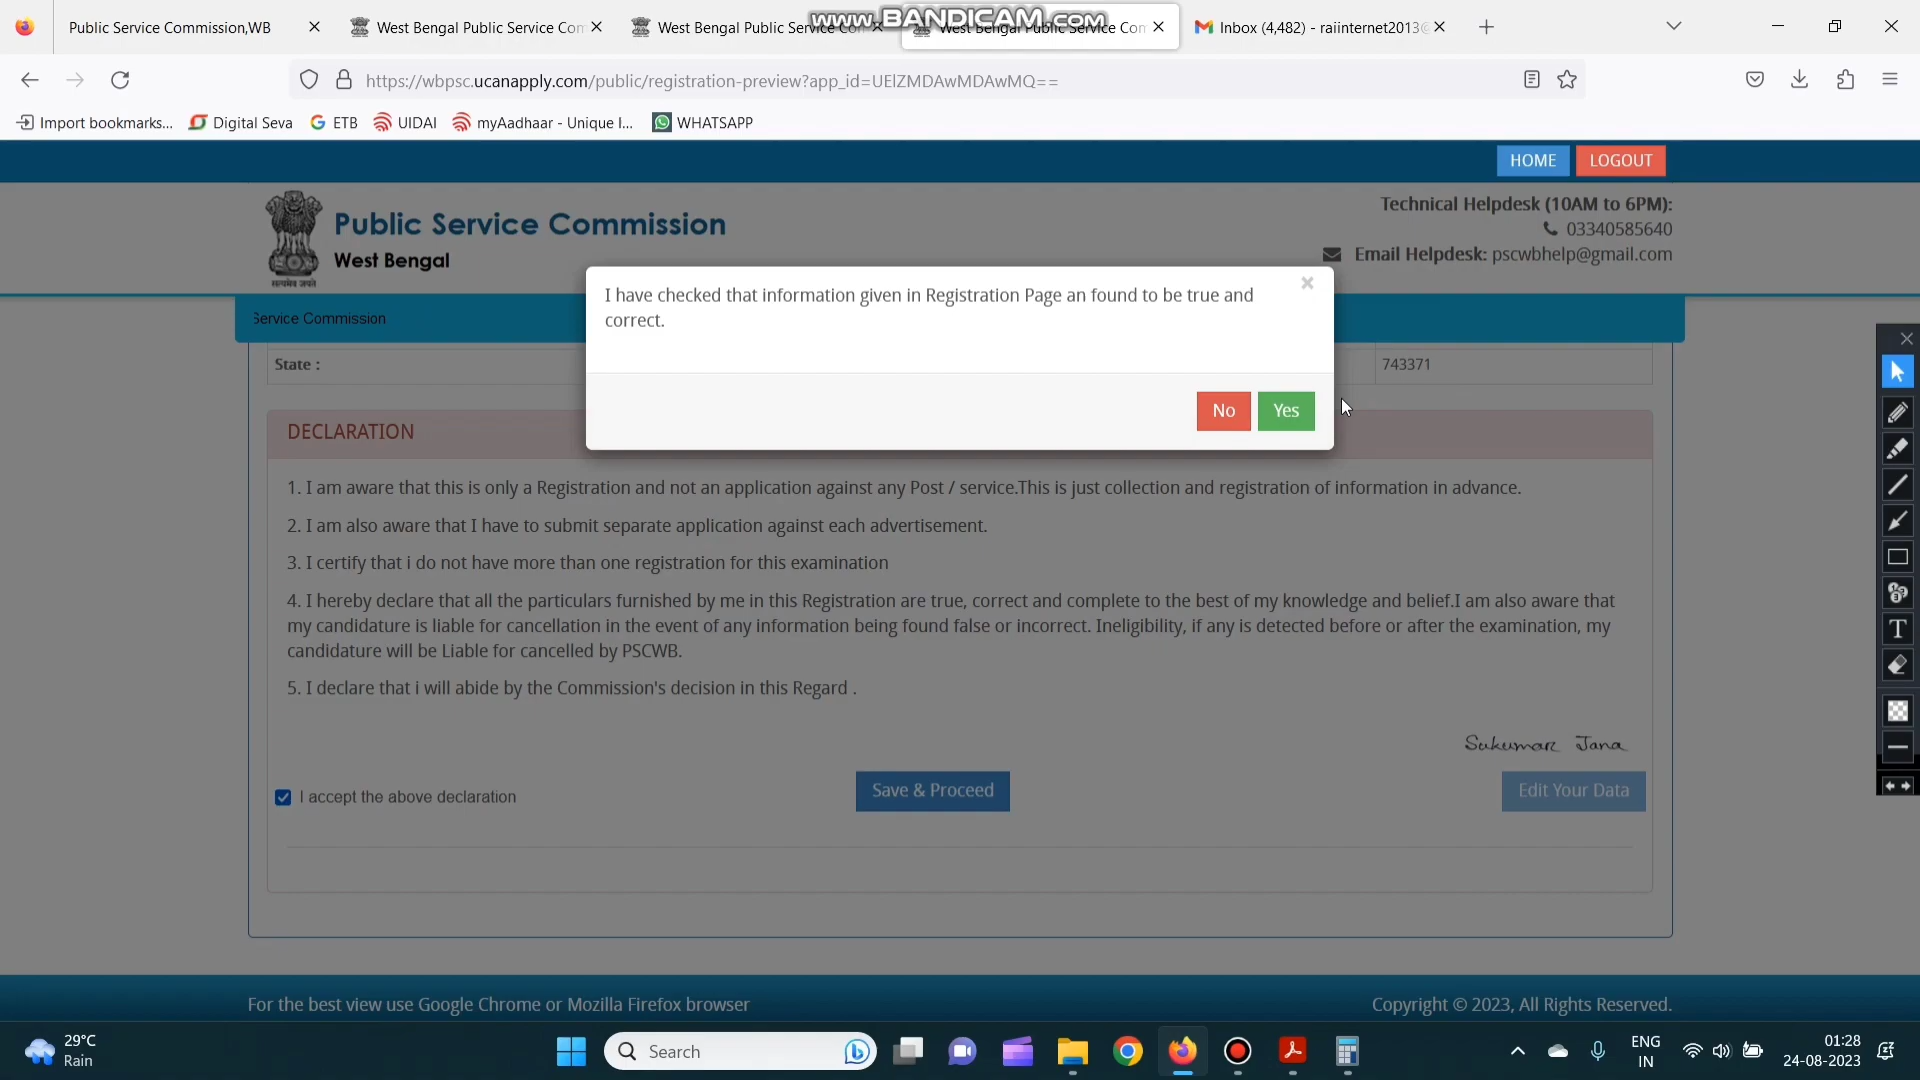 www.BANDICAM.com
Public Service Commission,WB
West Bengal Public Service Com
West Bengal Public Service Com
West Bengal Public Service Com
Inbox (4,482) - raiinternet2013@
https://wbpsc.ucanapply.com/public/registration-preview?app_id=UElZMDAwMDAwMQ==
Import bookmarks...
Digital Seva
ETB
UIDAI
myAadhaar - Unique I...
WHATSAPP
HOME
LOGOUT
Public Service Commission
West Bengal
सत्यमेव जयते
Technical Helpdesk (10AM to 6PM):
03340585640
Email Helpdesk: pscwbhelp@gmail.com
Service Commission
I have checked that information given in Registration Page an found to be true and
correct.
×
No
Yes
State :
743371
DECLARATION
1. I am aware that this is only a Registration and not an application against any Post / service.This is just collection and registration of information in advance.
2. I am also aware that I have to submit separate application against each advertisement.
3. I certify that i do not have more than one registration for this examination
4. I hereby declare that all the particulars furnished by me in this Registration are true, correct and complete to the best of my knowledge and belief.I am also aware that
my candidature is liable for cancellation in the event of any information being found false or incorrect. Ineligibility, if any is detected before or after the examination, my
candidature will be Liable for cancelled by PSCWB.
5. I declare that i will abide by the Commission's decision in this Regard .
Sukumar Jana
I accept the above declaration
Save & Proceed
Edit Your Data
For the best view use Google Chrome or Mozilla Firefox browser
Copyright © 2023, All Rights Reserved.
29°C
Rain
Search
ENG
IN
01:28
24-08-2023